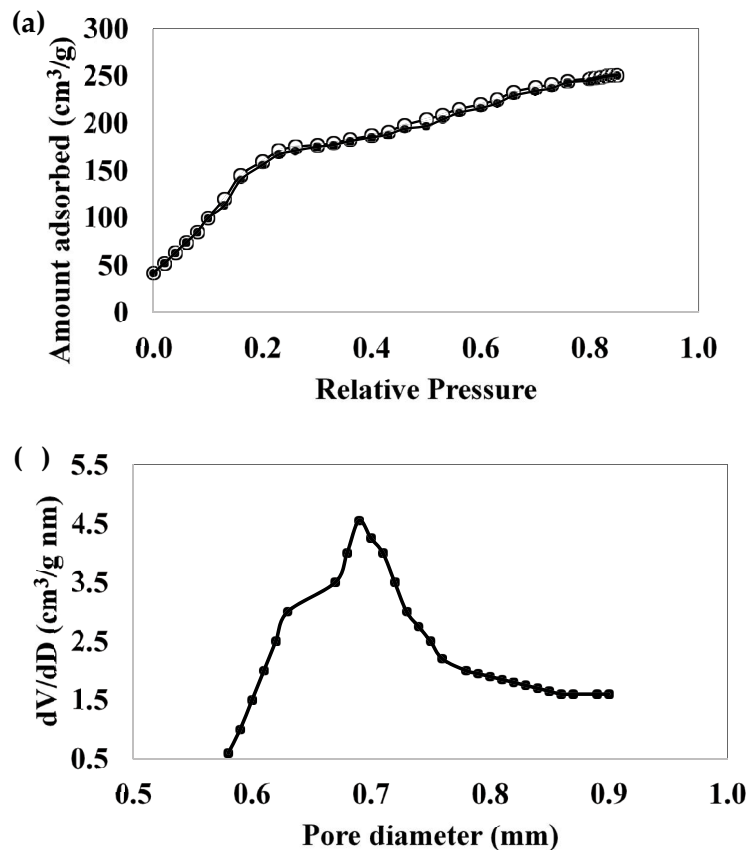 (a)
Amount adsorbed (cm³/g)
300
250
200
150
100
50
0
0.0 0.2 0.4 0.6 0.8 1.0
Relative Pressure
( )
dV/dD (cm³/g nm)
5.5
4.5
3.5
2.5
1.5
0.5
0.5 0.6 0.7 0.8 0.9 1.0
Pore diameter (mm)